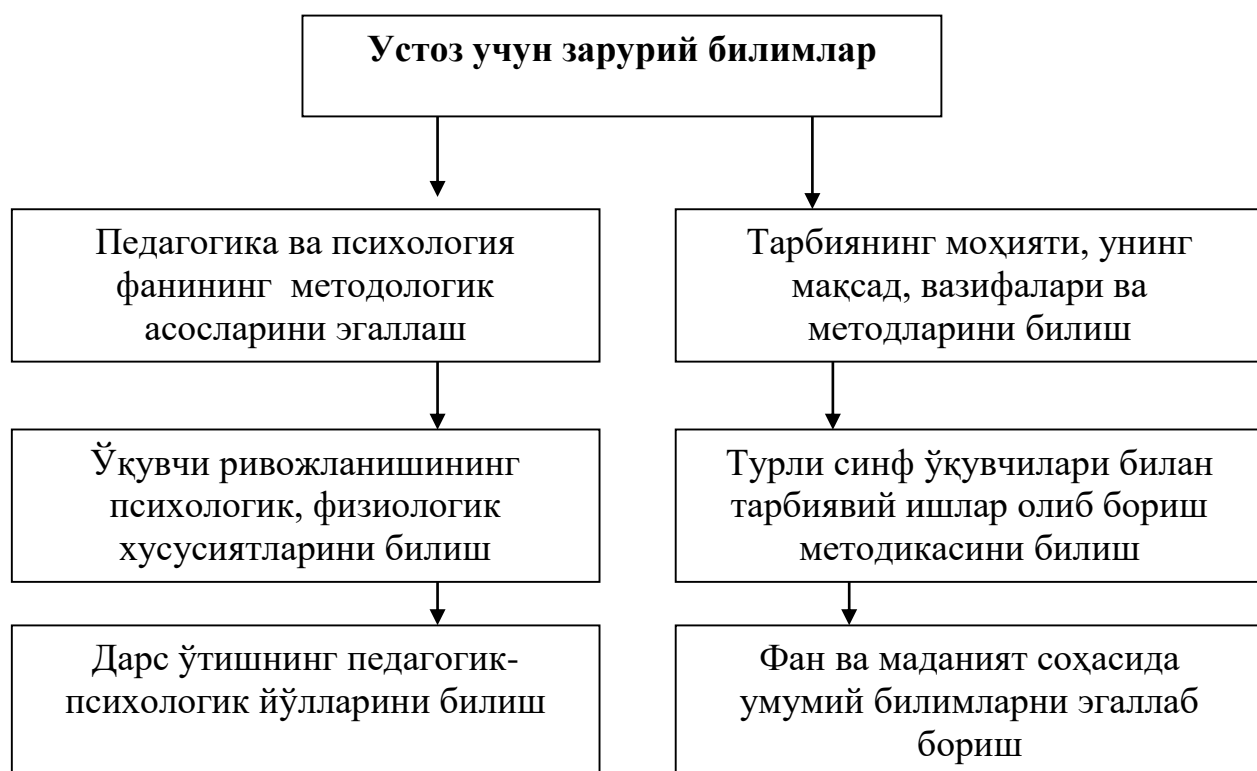 Устоз учун зарурий билимлар
Педагогика ва психология
фанининг методологик
асосларини эгаллаш
Тарбиянинг моҳияти, унинг
мақсад, вазифалари ва
методларини билиш
Ўқувчи ривожланишининг
психологик, физиологик
хусусиятларини билиш
Турли синф ўқувчилари билан
тарбиявий ишлар олиб бориш
методикасини билиш
Дарс ўтишнинг педагогик-
психологик йўлларини билиш
Фан ва маданият соҳасида
умумий билимларни эгаллаб
бориш